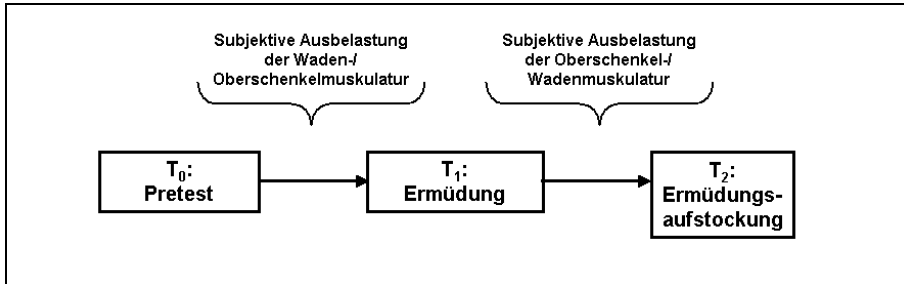 Subjektive Ausbelastung
der Waden-/
Oberschenkelmuskulatur
Subjektive Ausbelastung
der Oberschenkel-/
Wadenmuskulatur
T₀:
Pretest
T₁:
Ermüdung
T₂:
Ermüdungs-
aufstockung